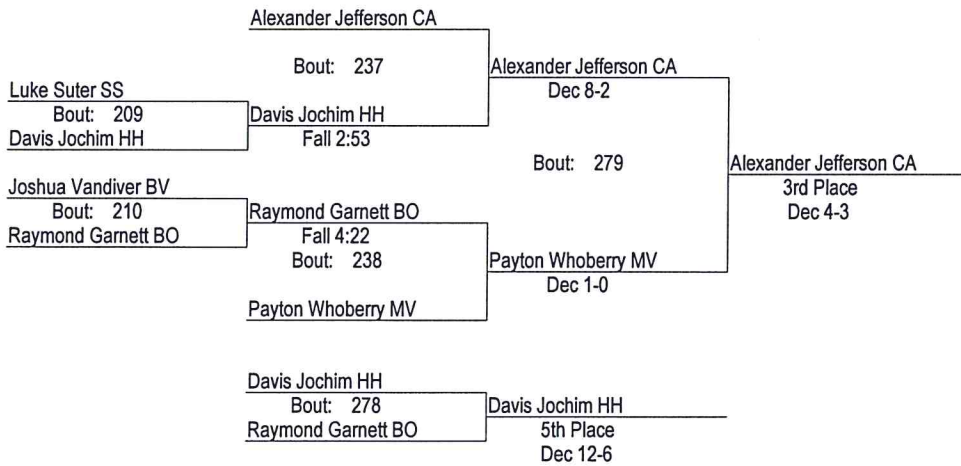 Alexander Jefferson CA
Bout: 237
Alexander Jefferson CA
Dec 8-2
Luke Suter SS
Bout: 209
Davis Jochim HH
Davis Jochim HH
Fall 2:53
Bout: 279
Alexander Jefferson CA
3rd Place
Dec 4-3
Joshua Vandiver BV
Bout: 210
Raymond Garnett BO
Raymond Garnett BO
Fall 4:22
Bout: 238
Payton Whoberry MV
Dec 1-0
Payton Whoberry MV
Davis Jochim HH
Bout: 278
Raymond Garnett BO
Davis Jochim HH
5th Place
Dec 12-6